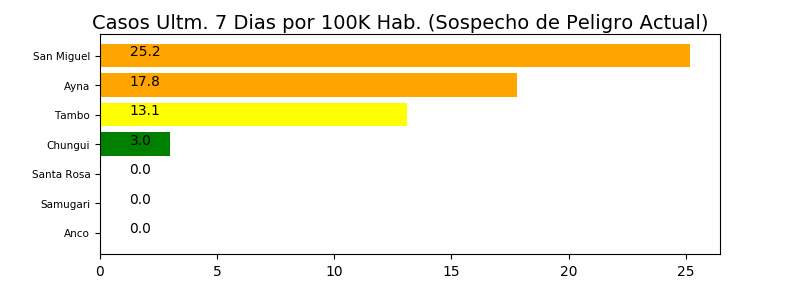 Casos Ultm. 7 Dias por 100K Hab. (Sospecho de Peligro Actual)
San Miguel 25.2
Ayna 17.8
Tambo 13.1
Chungui 3.0
Santa Rosa 0.0
Samugari 0.0
Anco 0.0
0 5 10 15 20 25